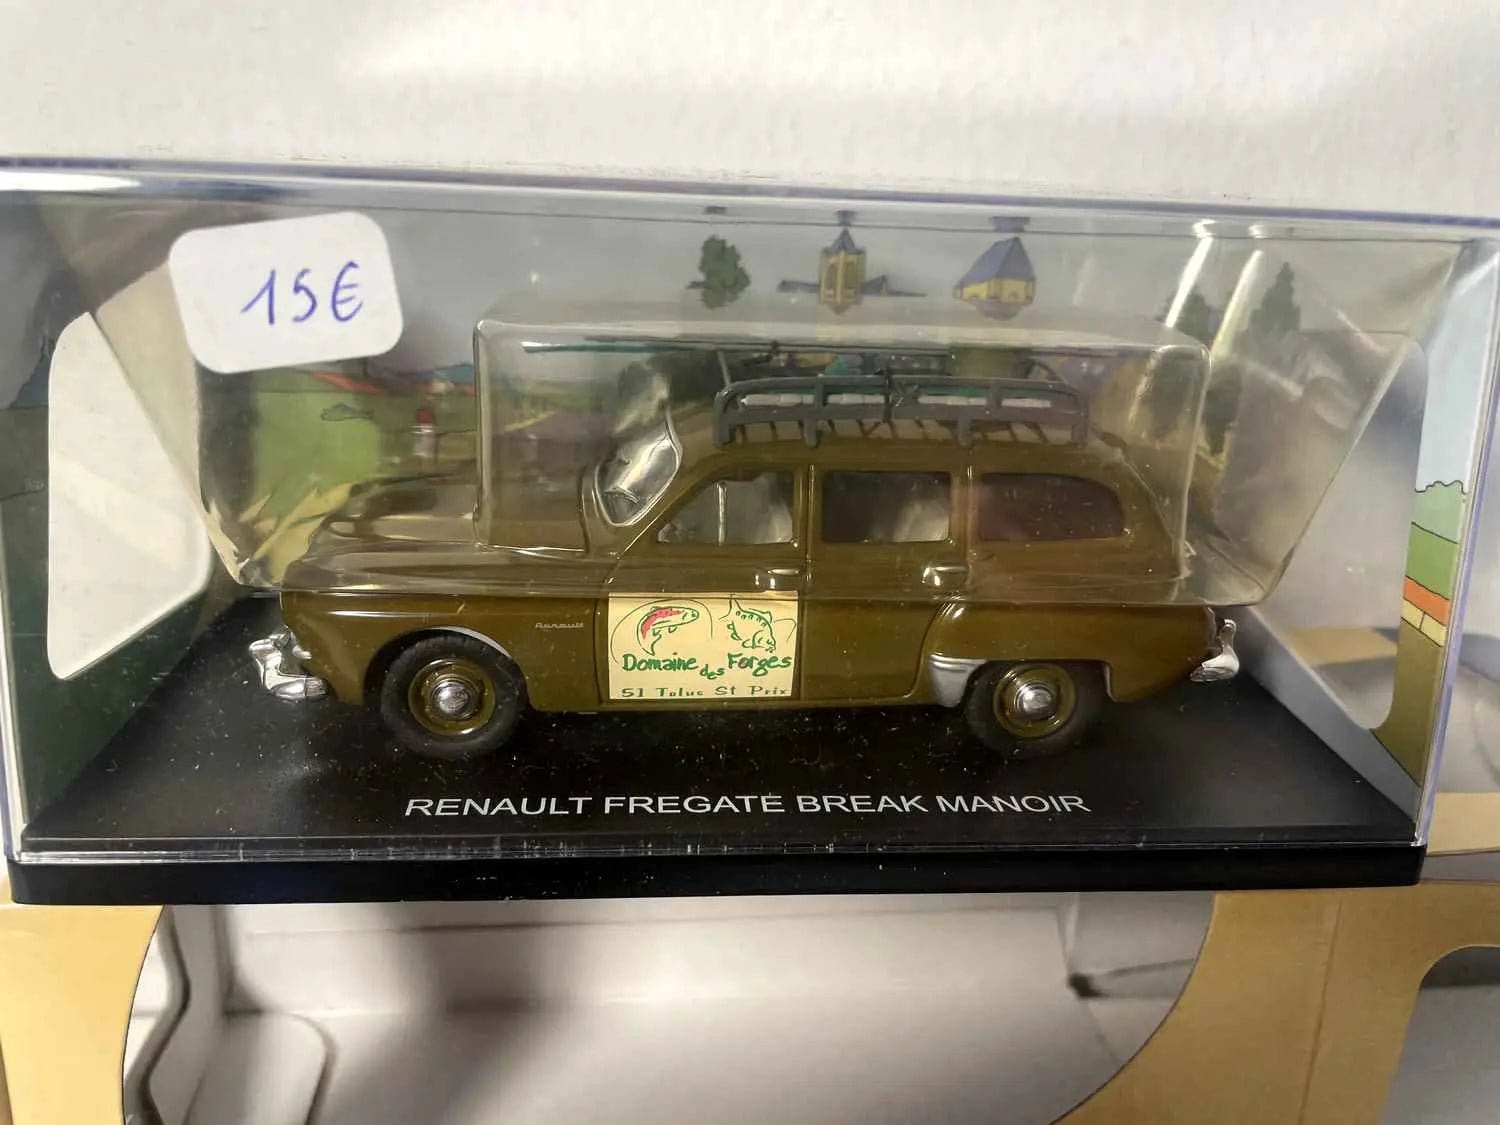 15€
Renault
Domaine des Forges
51 Talus St Prix
RENAULT FREGATE BREAK MANOIR